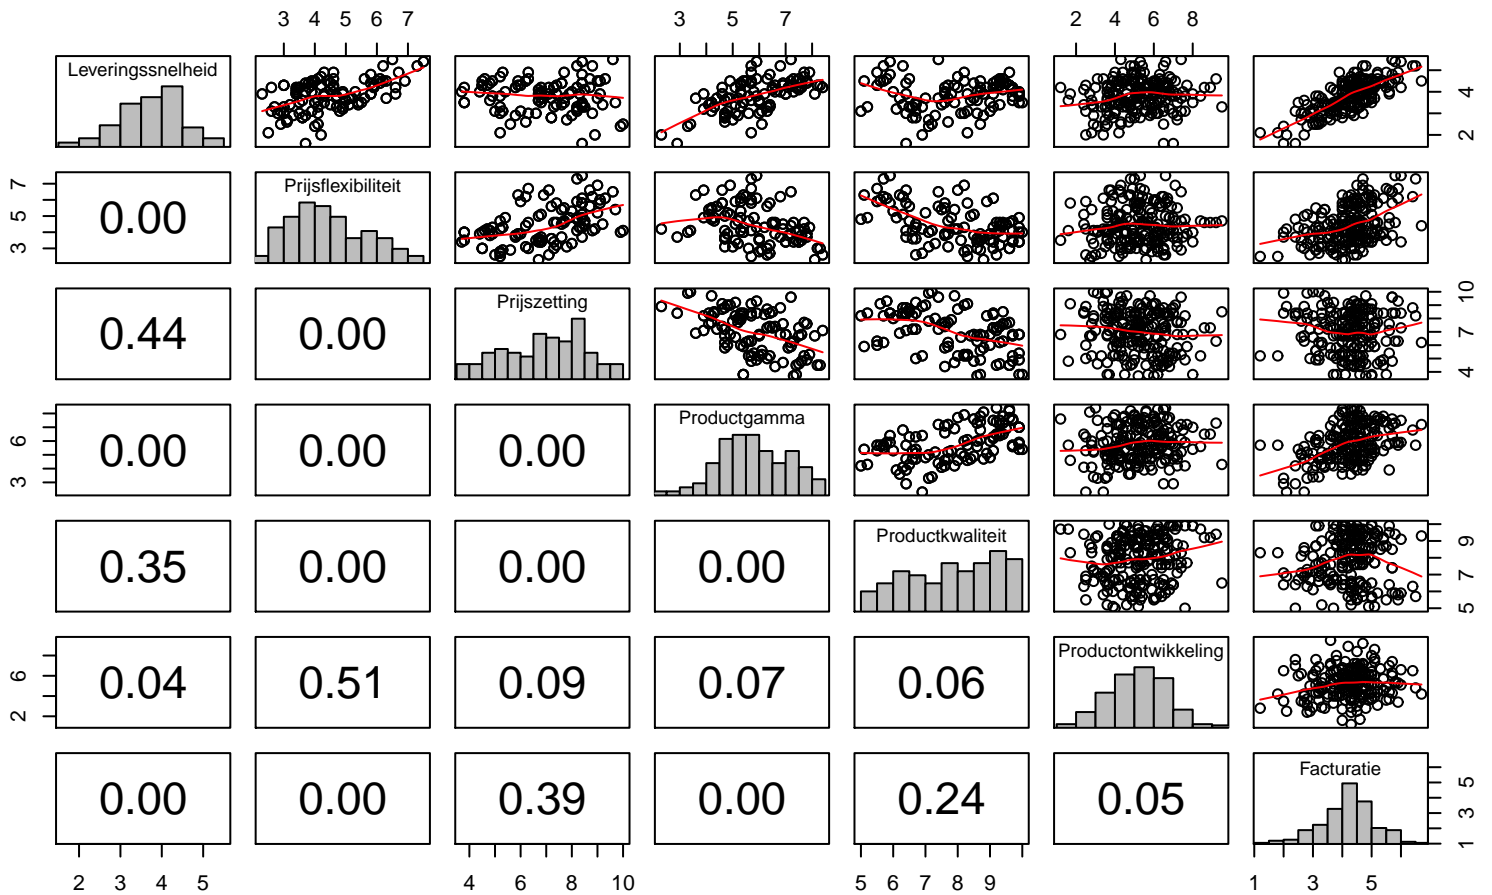 3 4 5 6 7 3 5 7 2 4 6 8
Leveringssnelheid 4 2
7 5 3 0.00 Prijsflexibiliteit
0.44 0.00 Prijszetting 10 7 4
6 3 0.00 0.00 0.00 Productgamma
0.35 0.00 0.00 0.00 Productkwaliteit 9 7 5
6 2 0.04 0.51 0.09 0.07 0.06 Productontwikkeling
0.00 0.00 0.39 0.00 0.24 0.05 Facturatie 5 3 1
2 3 4 5 4 6 8 10 5 6 7 8 9 1 3 5